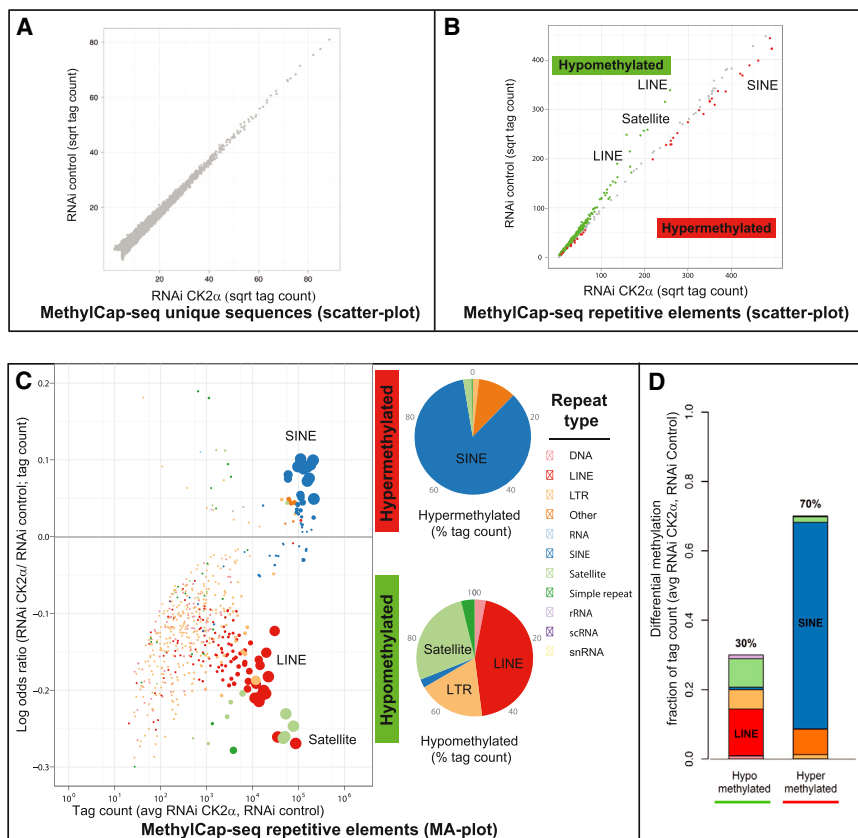 A
RNAi control (sqrt tag count)
80
60
40
20
20
40
60
80
RNAi CK2α (sqrt tag count)
MethylCap-seq unique sequences (scatter-plot)
B
RNAi control (sqrt tag count)
400
300
200
100
0
100
200
300
400
Hypomethylated
LINE
SINE
Satellite
LINE
Hypermethylated
RNAi CK2α (sqrt tag count)
MethylCap-seq repetitive elements (scatter-plot)
C
Log odds ratio (RNAi CK2α/ RNAi control; tag count)
0.2
0.1
0.0
−0.1
−0.2
−0.3
SINE
LINE
Satellite
10⁰
10¹
10²
10³
10⁴
10⁵
10⁶
Tag count (avg RNAi CK2α, RNAi control)
MethylCap-seq repetitive elements (MA-plot)
Hypermethylated
0
20
40
60
80
SINE
Hypermethylated
(% tag count)
Hypomethylated
100
20
40
60
80
Satellite
LINE
LTR
Hypomethylated
(% tag count)
Repeat
type
DNA
LINE
LTR
Other
RNA
SINE
Satellite
Simple repeat
rRNA
scRNA
snRNA
D
Differential methylation
fraction of tag count (avg RNAi CK2α, RNAi Control)
1.0
0.8
0.6
0.4
0.2
0.0
30%
70%
LINE
SINE
Hypo
methylated
Hyper
methylated